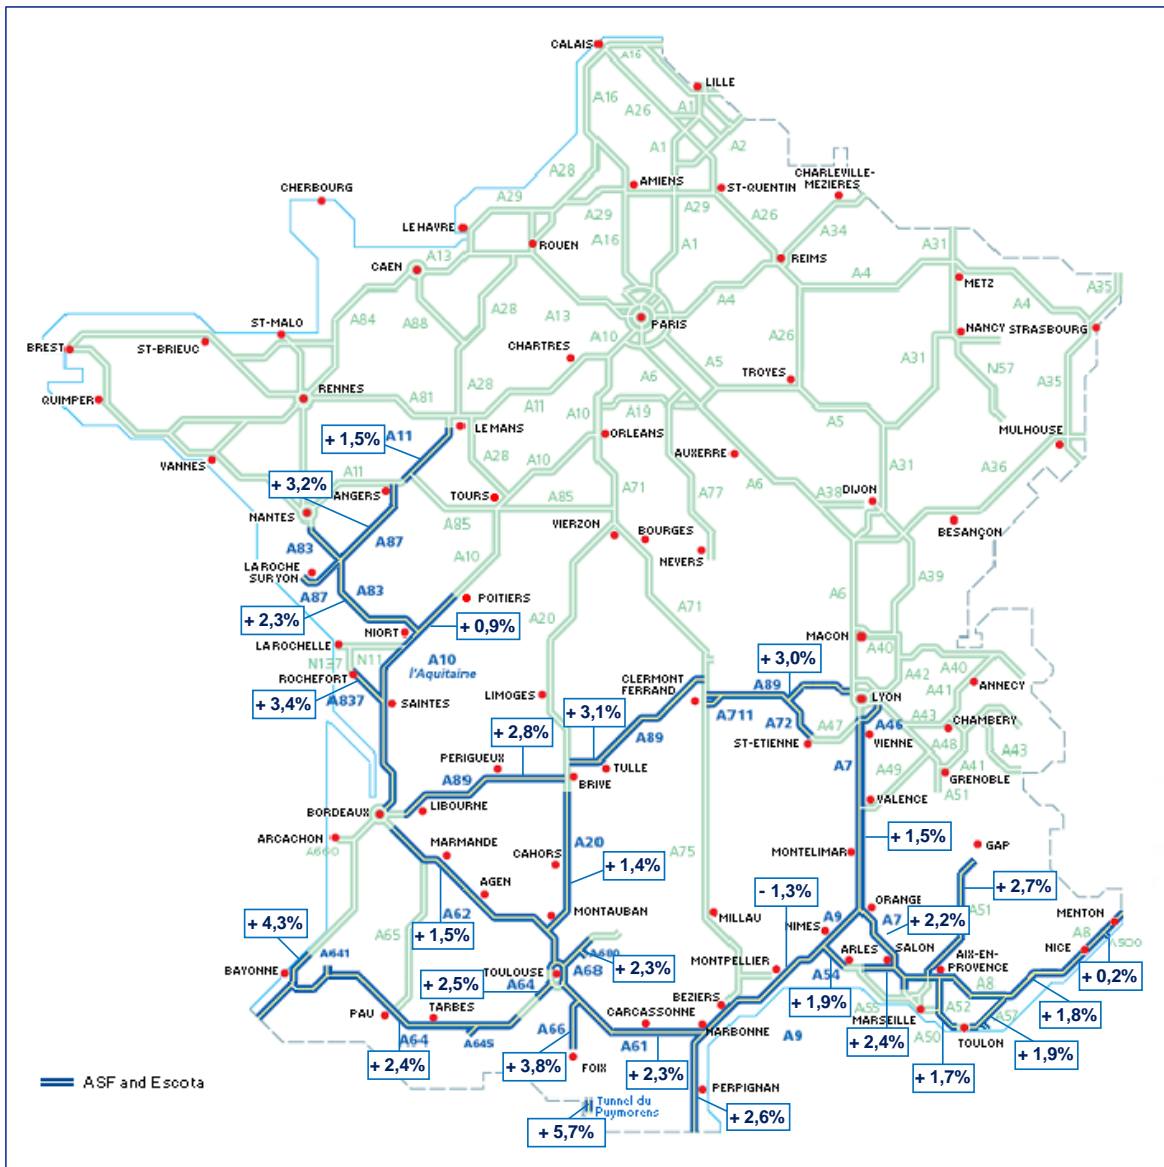 CALAIS
A16
LILLE
A16
A26
A1
A2
A1
A28
CHARLEVILLE-
MEZIERES
CHERBOURG
AMIENS
ST-QUENTIN
A29
A29
A29
A26
A34
LE HAVRE
ROUEN
A16
A1
A31
REIMS
CAEN
A13
A4
METZ
A35
A4
A4
A28
A13
PARIS
ST-MALO
A84
A88
A10
A26
NANCY
STRASBOURG
BREST
ST-BRIEUC
CHARTRES
A5
A31
N57
A6
TROYES
A35
RENNES
A28
QUIMPER
A81
A11
A10
A19
A5
LE MANS
ORLEANS
MULHOUSE
+ 1,5%
A11
AUXERRE
VANNES
A28
A10
A31
A36
A11
A71
A77
A6
+ 3,2%
ANGERS
TOURS
A85
A38
DIJON
NANTES
A85
VIERZON
BOURGES
BESANÇON
A83
A87
A10
NEVERS
LA ROCHE
SUR YON
A39
A87
A83
POITIERS
A6
+ 2,3%
A20
A71
NIORT
+ 0,9%
MACON
LA ROCHELLE
A40
N137
N11
A10
l'Aquitaine
+ 3,0%
A42
A40
ROCHEFORT
CLERMONT
FERRAND
A89
LYON
A41
ANNECY
+ 3,4%
A837
SAINTES
LIMOGES
+ 3,1%
A711
A72
A47
A46
A43
CHAMBERY
+ 2,8%
A89
ST-ETIENNE
VIENNE
A48
A43
PERIGUEUX
A7
A41
TULLE
A49
GRENOBLE
A89
BRIVE
A51
LIBOURNE
VALENCE
BORDEAUX
ARCACHON
A660
MARMANDE
A20
A75
+ 1,5%
GAP
CAHORS
MONTELIMAR
+ 1,4%
AGEN
- 1,3%
+ 2,7%
A62
ORANGE
A51
MENTON
MONTAUBAN
MILLAU
A9
A7
+ 2,2%
+ 4,3%
A65
+ 1,5%
NIMES
A8
A500
A641
A680
ARLES
SALON
NICE
BAYONNE
TOULOUSE
A68
+ 2,3%
MONTPELLIER
A54
AIX-EN-
PROVENCE
+ 0,2%
+ 2,5%
A64
A8
BEZIERS
+ 1,9%
A55
A52
PAU
TARBES
CARCASSONNE
MARSEILLE
A57
+ 1,8%
A66
NARBONNE
A50
TOULON
A64
A645
A61
A9
+ 2,4%
+ 1,9%
+ 2,4%
+ 3,8%
FOIX
+ 2,3%
+ 1,7%
ASF and Escota
PERPIGNAN
Tunnel du
Puymorens
+ 2,6%
+ 5,7%